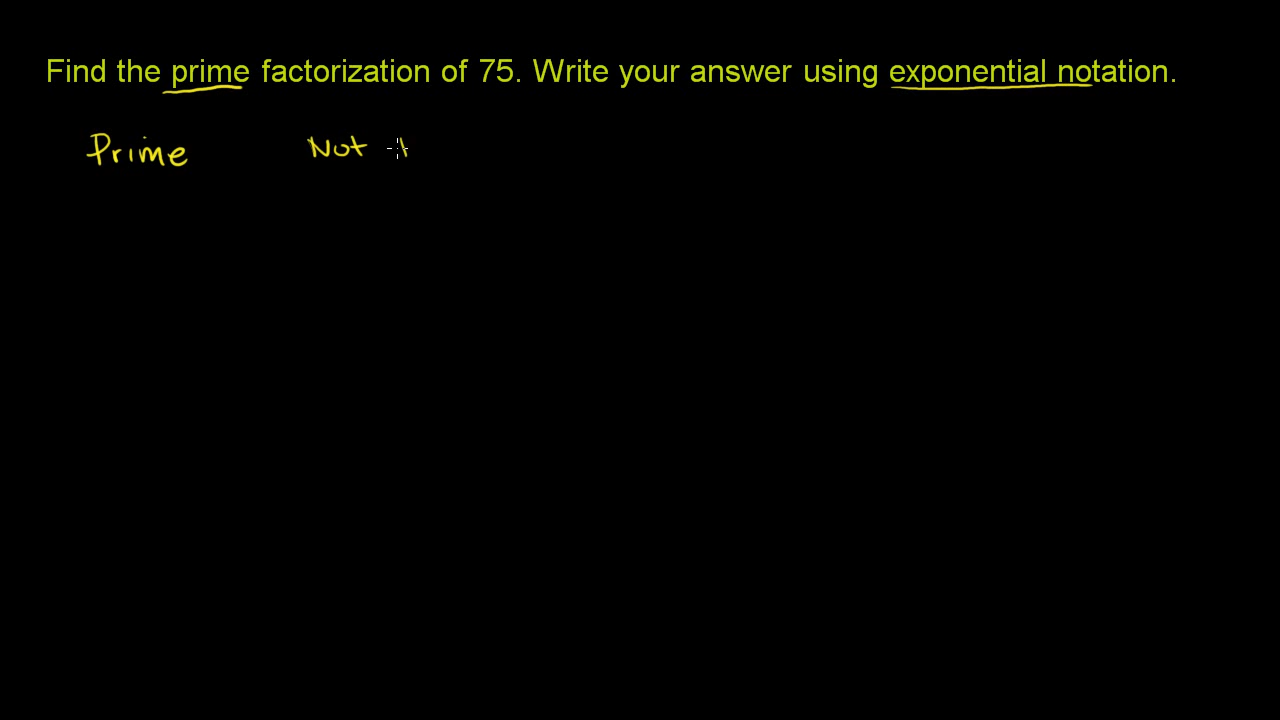 Find the prime factorization of 75. Write your answer using exponential notation.
Prime Not